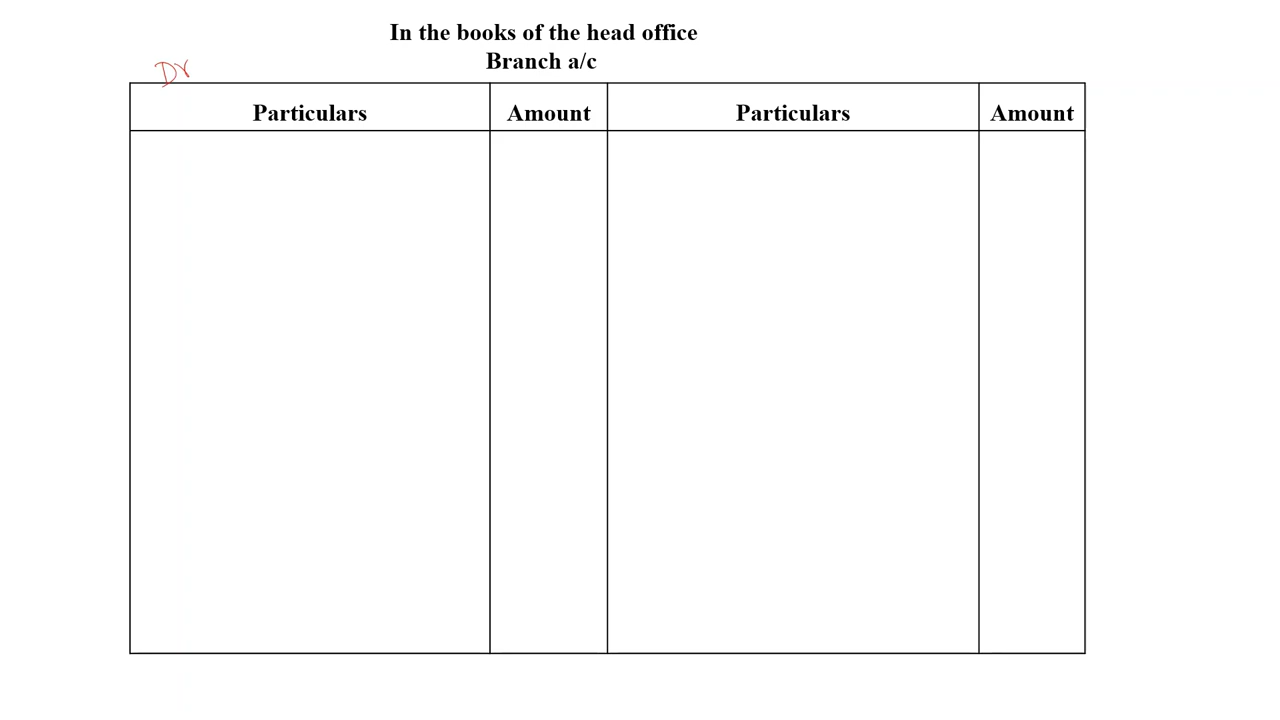 In the books of the head office
Branch a/c
Dr
Particulars Amount Particulars Amount